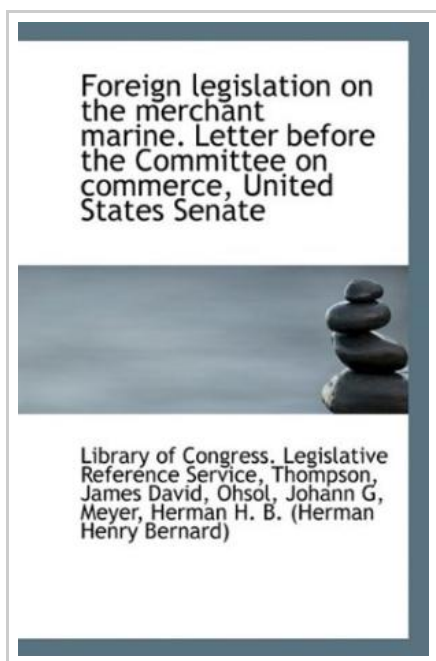 Foreign legislation on
the merchant
marine. Letter before
the Committee on
commerce, United
States Senate
Library of Congress. Legislative
Reference Service, Thompson,
James David, Ohsol, Johann G,
Meyer, Herman H. B. (Herman
Henry Bernard)